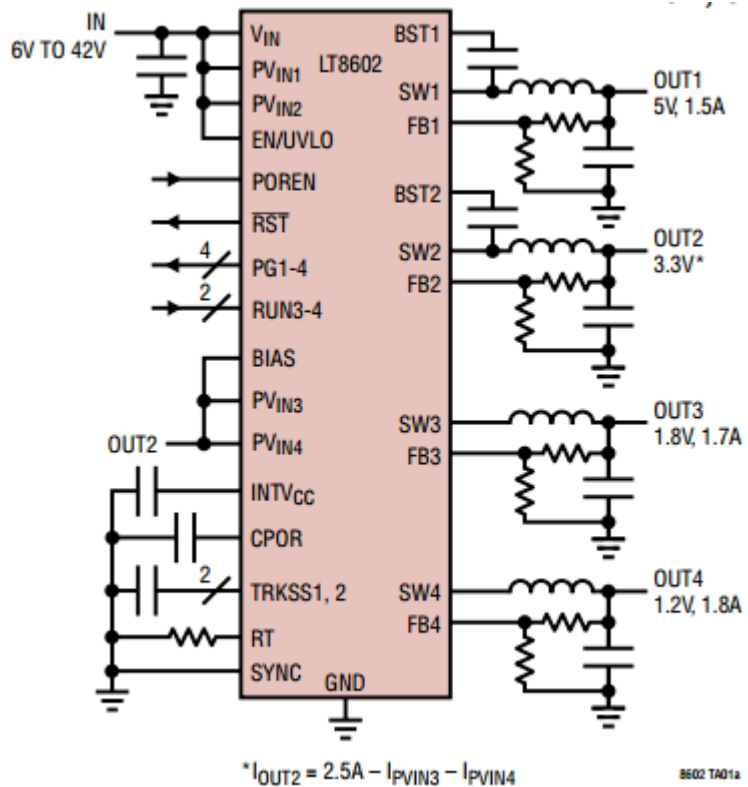 IN
6V TO 42V
VIN
PVIN1
PVIN2
EN/UVLO
POREN
RST
4
PG1-4
2
RUN3-4
BIAS
PVIN3
OUT2
PVIN4
INTVCC
CPOR
2
TRKSS1, 2
RT
SYNC
GND
LT8602
BST1
SW1
FB1
BST2
SW2
FB2
SW3
FB3
SW4
FB4
OUT1
5V, 1.5A
OUT2
3.3V*
OUT3
1.8V, 1.7A
OUT4
1.2V, 1.8A
*IOUT2 = 2.5A – IPVIN3 – IPVIN4
8602 TA01a